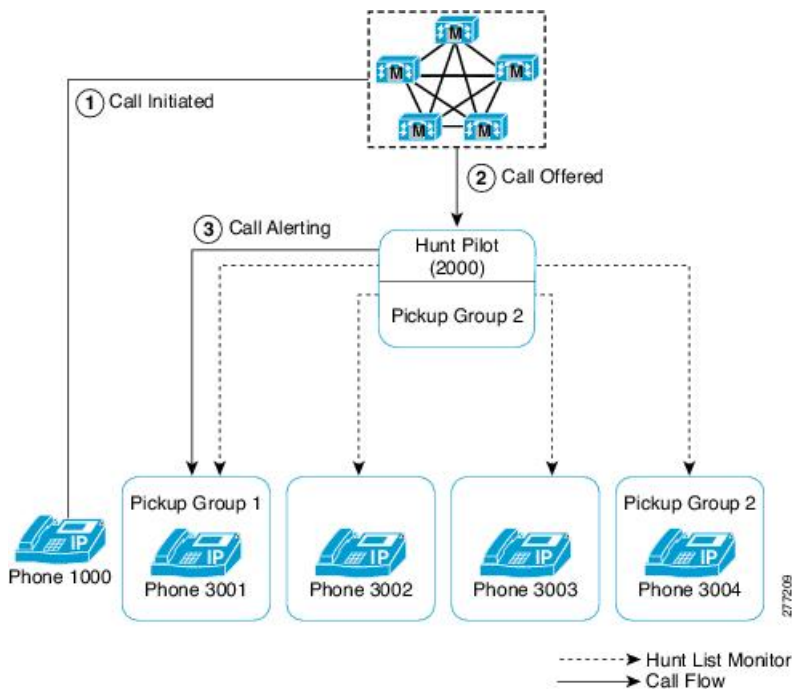 M
M
M
M
M
1 Call Initiated
2 Call Offered
3 Call Alerting
Hunt Pilot
(2000)
Pickup Group 2
Pickup Group 1
Pickup Group 2
IP
IP
IP
IP
IP
Phone 1000
Phone 3001
Phone 3002
Phone 3003
Phone 3004
277209
Hunt List Monitor
Call Flow